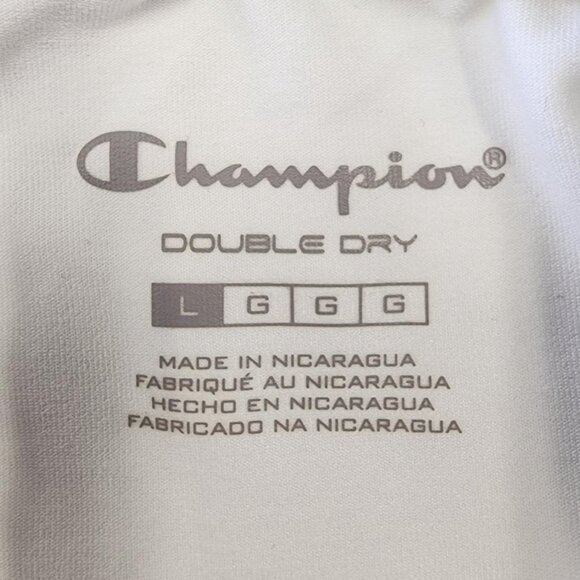 Champion®
DOUBLE DRY
L G G G
MADE IN NICARAGUA
FABRIQUÉ AU NICARAGUA
HECHO EN NICARAGUA
FABRICADO NA NICARAGUA